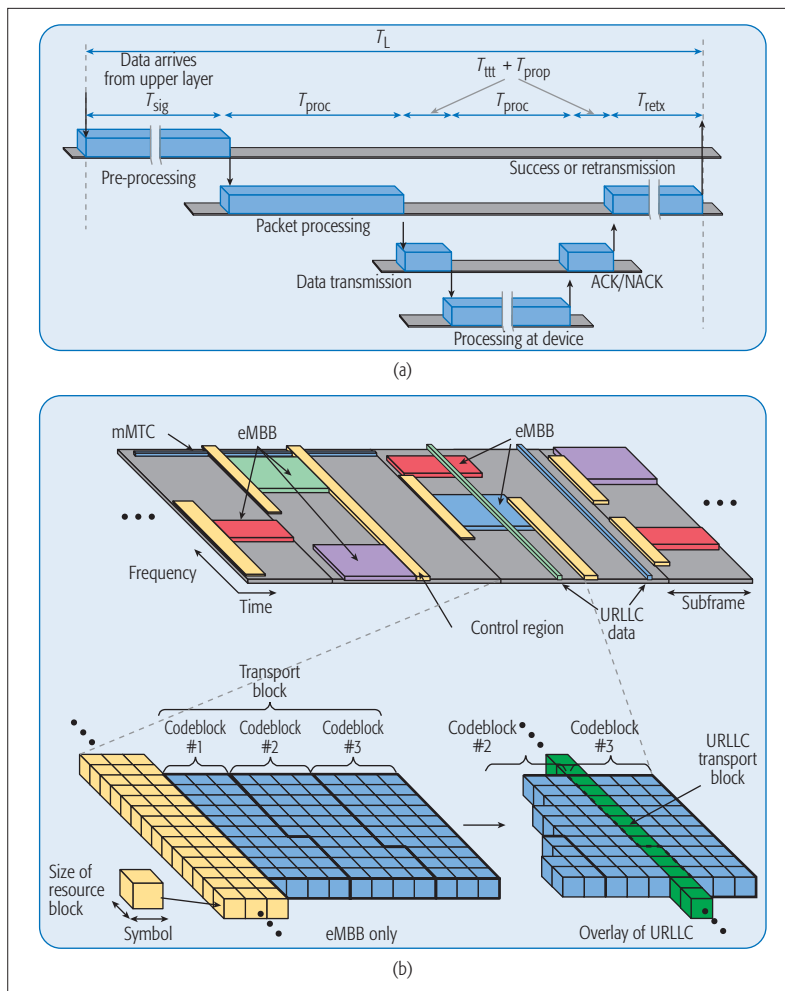 T_L
Data arrives
from upper layer
T_ttt + T_prop
T_sig
T_proc
T_proc
T_retx
Pre-processing
Success or retransmission
Packet processing
Data transmission
ACK/NACK
Processing at device
(a)
mMTC
eMBB
eMBB
• • •
• • •
Frequency
Time
URLLC
data
Subframe
Control region
Transport
block
Codeblock
#1
Codeblock
#2
Codeblock
#3
Codeblock
#2
Codeblock
#3
URLLC
transport
block
Size of
resource
block
Symbol
eMBB only
Overlay of URLLC
(b)